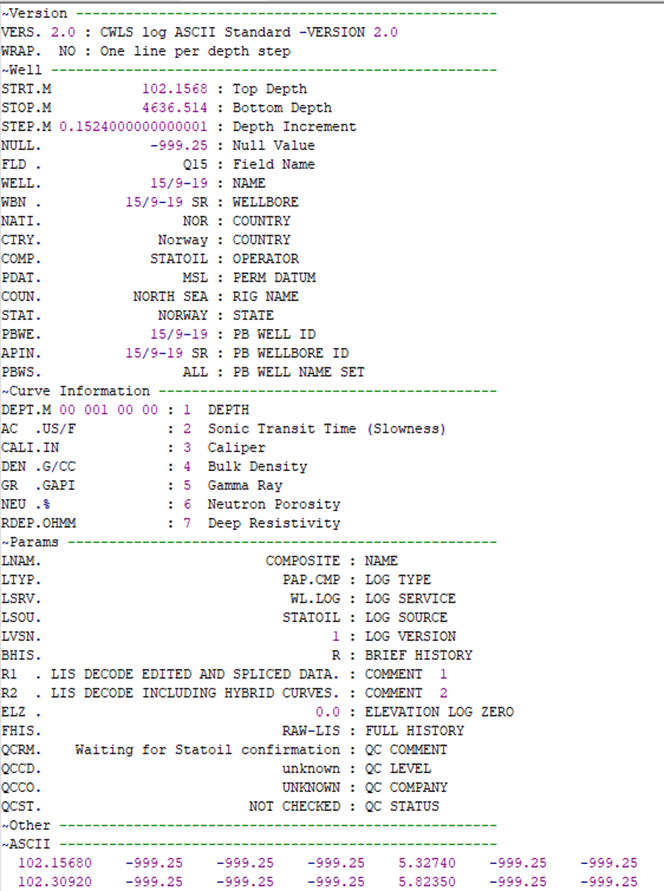 ~Version --------------------------------------------------
VERS. 2.0 : CWLS log ASCII Standard -VERSION 2.0
WRAP.  NO : One line per depth step
~Well -----------------------------------------------------
STRT.M           102.1568 : Top Depth
STOP.M           4636.514 : Bottom Depth
STEP.M 0.1524000000000001 : Depth Increment
NULL.             -999.25 : Null Value
FLD .                 Q15 : Field Name
WELL.             15/9-19 : NAME
WBN .          15/9-19 SR : WELLBORE
NATI.                 NOR : COUNTRY
CTRY.              Norway : COUNTRY
COMP.             STATOIL : OPERATOR
PDAT.                 MSL : PERM DATUM
COUN.           NORTH SEA : RIG NAME
STAT.              NORWAY : STATE
PBWE.             15/9-19 : PB WELL ID
APIN.          15/9-19 SR : PB WELLBORE ID
PBWS.                 ALL : PB WELL NAME SET
~Curve Information ----------------------------------------
DEPT.M 00 001 00 00 : 1  DEPTH
AC  .US/F           : 2  Sonic Transit Time (Slowness)
CALI.IN             : 3  Caliper
DEN .G/CC           : 4  Bulk Density
GR  .GAPI           : 5  Gamma Ray
NEU .%              : 6  Neutron Porosity
RDEP.OHMM           : 7  Deep Resistivity
~Params ---------------------------------------------------
LNAM.                           COMPOSITE : NAME
LTYP.                             PAP.CMP : LOG TYPE
LSRV.                              WL.LOG : LOG SERVICE
LSOU.                             STATOIL : LOG SOURCE
LVSN.                                   1 : LOG VERSION
BHIS.                                   R : BRIEF HISTORY
R1  . LIS DECODE EDITED AND SPLICED DATA. : COMMENT  1
R2  . LIS DECODE INCLUDING HYBRID CURVES. : COMMENT  2
ELZ .                                 0.0 : ELEVATION LOG ZERO
FHIS.                             RAW-LIS : FULL HISTORY
QCRM.    Waiting for Statoil confirmation : QC COMMENT
QCCD.                             unknown : QC LEVEL
QCCO.                             UNKNOWN : QC COMPANY
QCST.                         NOT CHECKED : QC STATUS
~Other ----------------------------------------------------
~ASCII ----------------------------------------------------
102.15680    -999.25    -999.25    -999.25    5.32740    -999.25    -999.25
102.30920    -999.25    -999.25    -999.25    5.82350    -999.25    -999.25